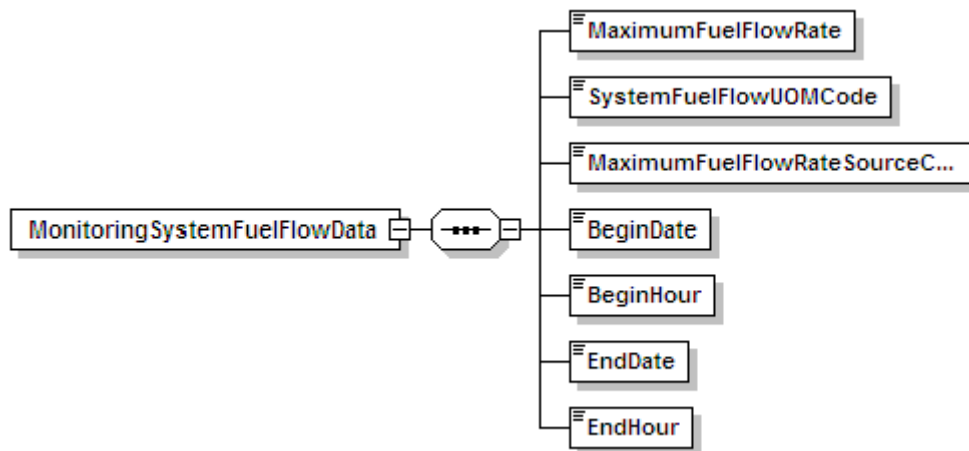 MaximumFuelFlowRate
SystemFuelFlowUOMCode
MaximumFuelFlowRateSourceC...
MonitoringSystemFuelFlowData
BeginDate
BeginHour
EndDate
EndHour